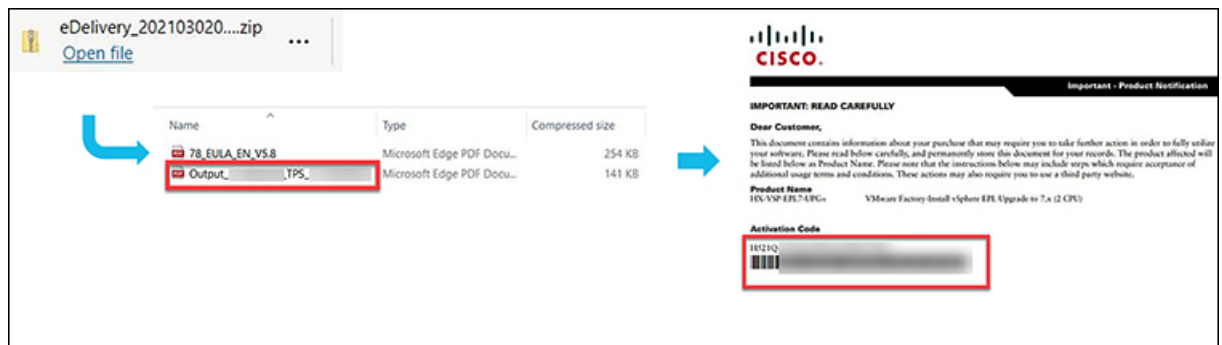 eDelivery_202103020....zip
...
Open file
Name
Type
Compressed size
78_EULA_EN_V5.8
Microsoft Edge PDF Docu...
254 KB
Output_ _TPS_
Microsoft Edge PDF Docu...
141 KB
CISCO.
Important - Product Notification
IMPORTANT: READ CAREFULLY
Dear Customer,
This document contains information about your purchase that may require you to take further action in order to fully utilize
your software. Please read below carefully, and permanently store this document for your records. The product affected will
be listed below as Product Name. Please note that the instructions below may include steps which require acceptance of
additional usage terms and conditions. These actions may also require you to use a third party website.
Product Name
HX-VSP-EPL7-UPG= VMware Factory-Install vSphere EPL Upgrade to 7.x (2 CPU)
Activation Code